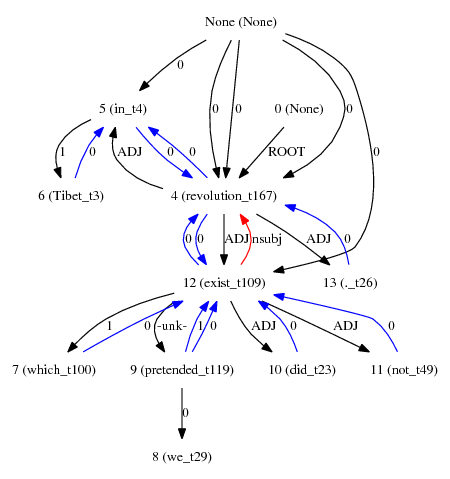 None (None)
0
5 (in_t4)
0
0
0 (None)
0
0
1
0
ADJ
0
0
ROOT
6 (Tibet_t3)
4 (revolution_t167)
0
0
ADJ
nsubj
ADJ
0
12 (exist_t109)
13 (._t26)
1
0
-unk-
1
0
ADJ
0
ADJ
0
7 (which_t100)
9 (pretended_t119)
10 (did_t23)
11 (not_t49)
0
8 (we_t29)